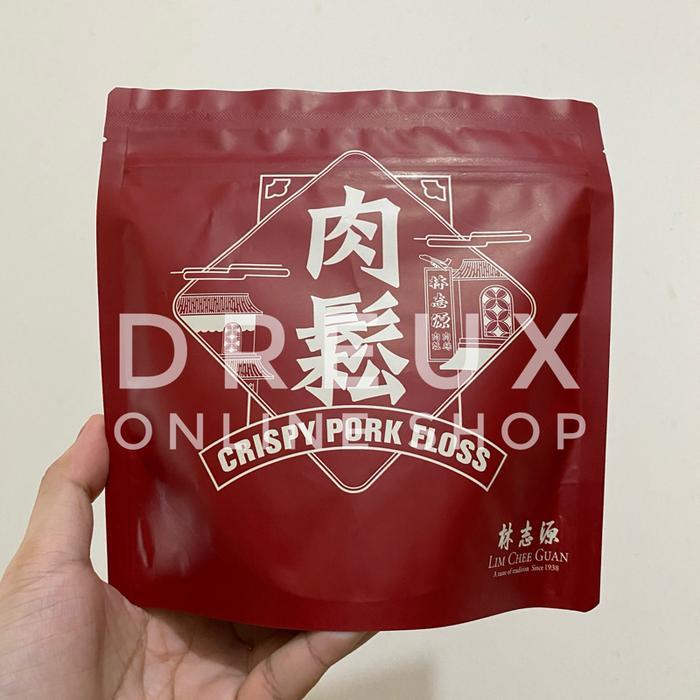 肉
鬆
林志源
CRISPY PORK FLOSS
DREUX
ONLINE SHOP
林志源
LIM CHEE GUAN
A taste of tradition Since 1938